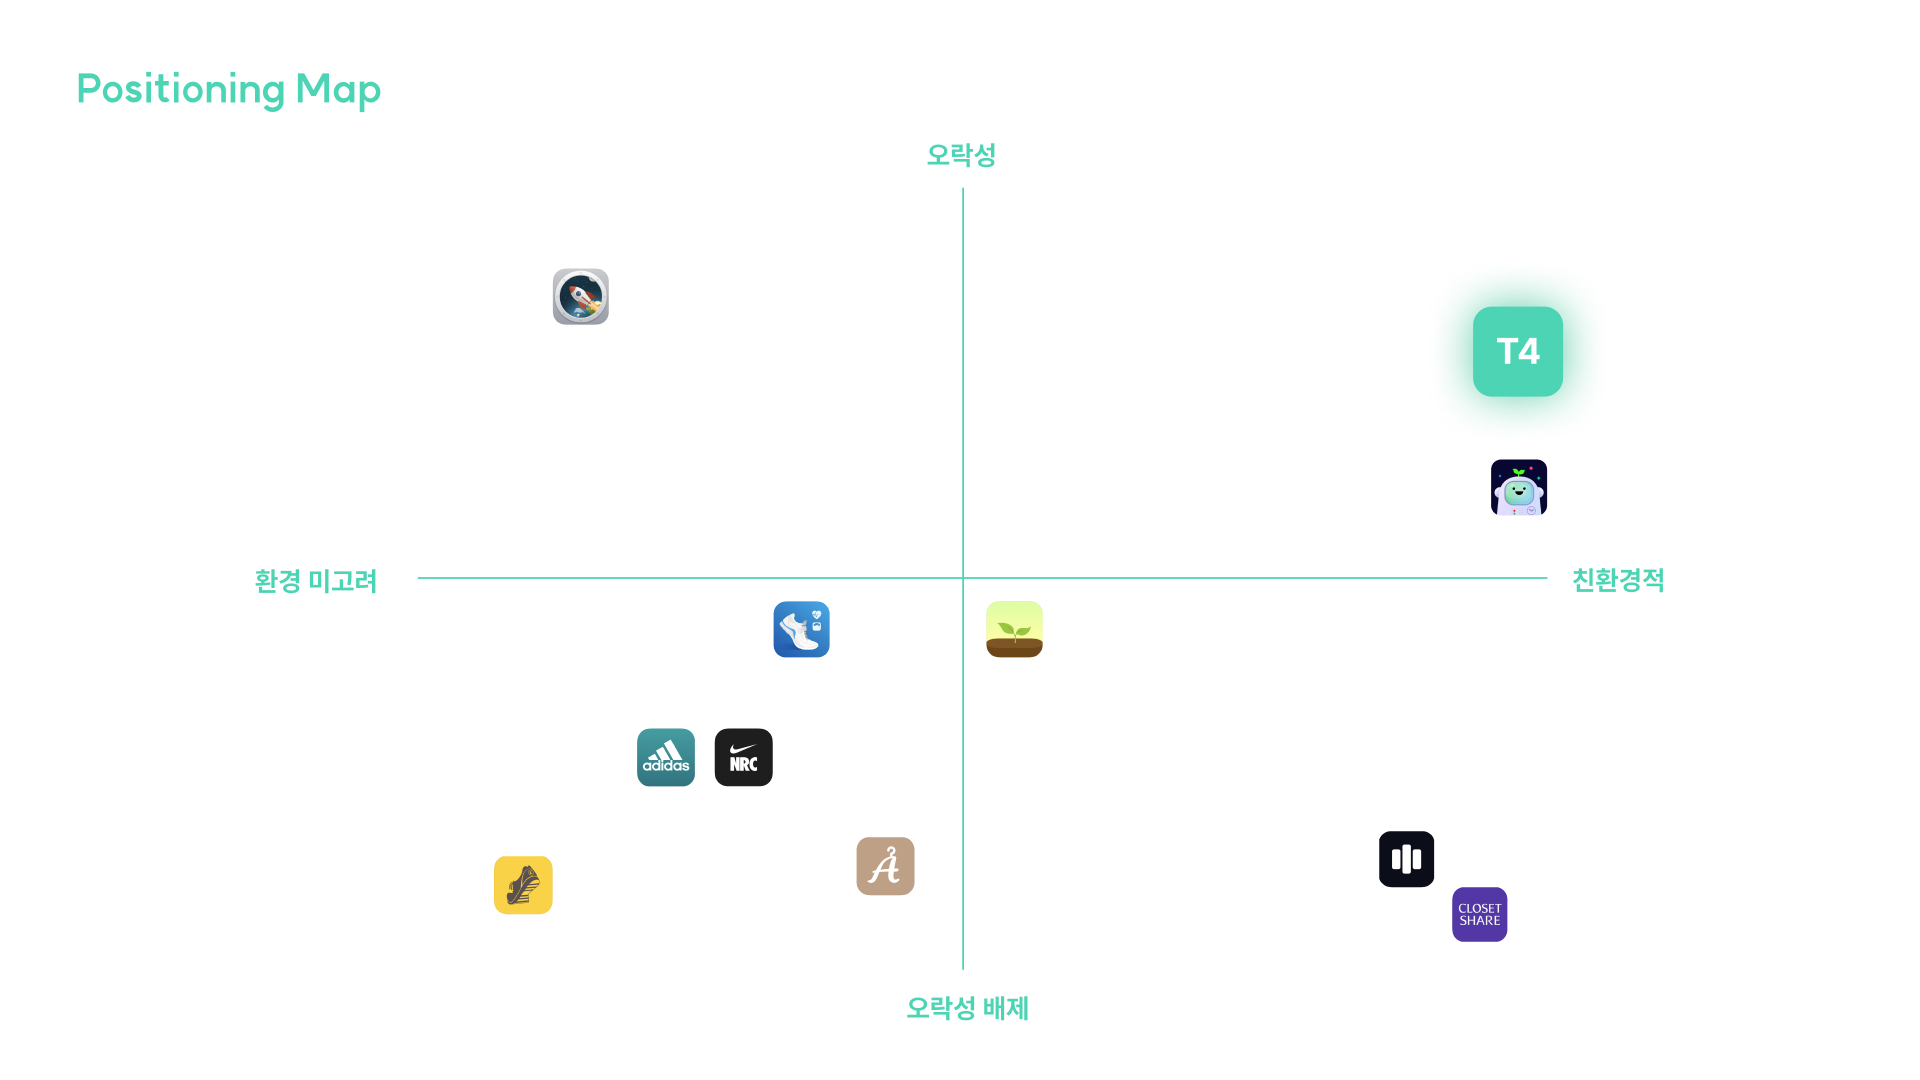 Positioning Map
오락성
T4
환경 미고려
친환경적
adidas
NRC
A
CLOSET
SHARE
오락성 배제